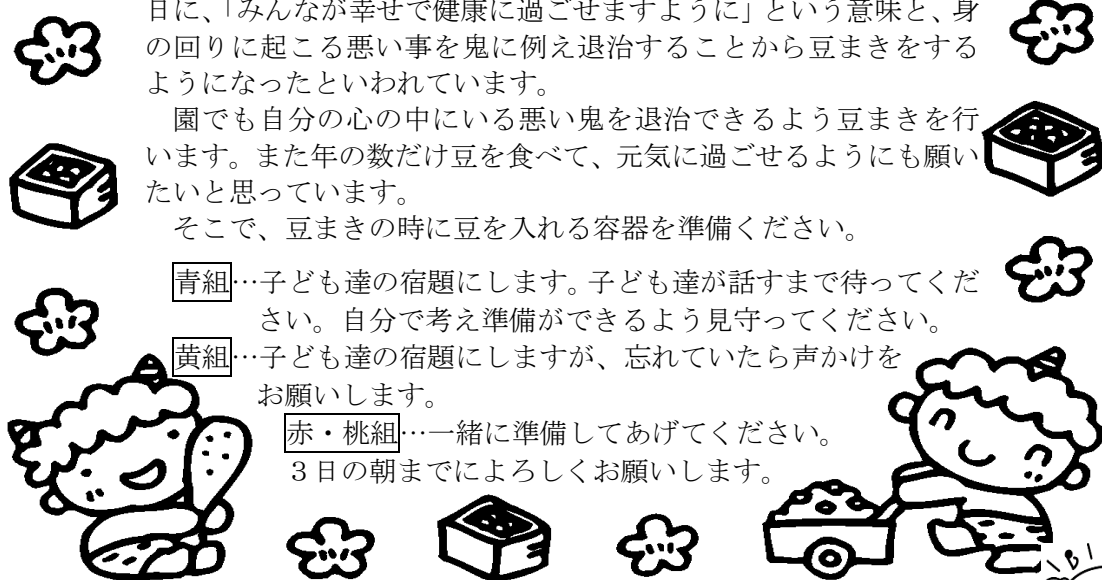 日に、「みんなが幸せで健康に過ごせますように」という意味と、身
の回りに起こる悪い事を鬼に例え退治することから豆まきをする
ようになったといわれています。
園でも自分の心の中にいる悪い鬼を退治できるよう豆まきを行
います。また年の数だけ豆を食べて、元気に過ごせるようにも願い
たいと思っています。
そこで、豆まきの時に豆を入れる容器を準備ください。
青組…子ども達の宿題にします。子ども達が話すまで待ってくだ
さい。自分で考え準備ができるよう見守ってください。
黄組…子ども達の宿題にしますが、忘れていたら声かけを
お願いします。
赤・桃組…一緒に準備してあげてください。
３日の朝までによろしくお願いします。